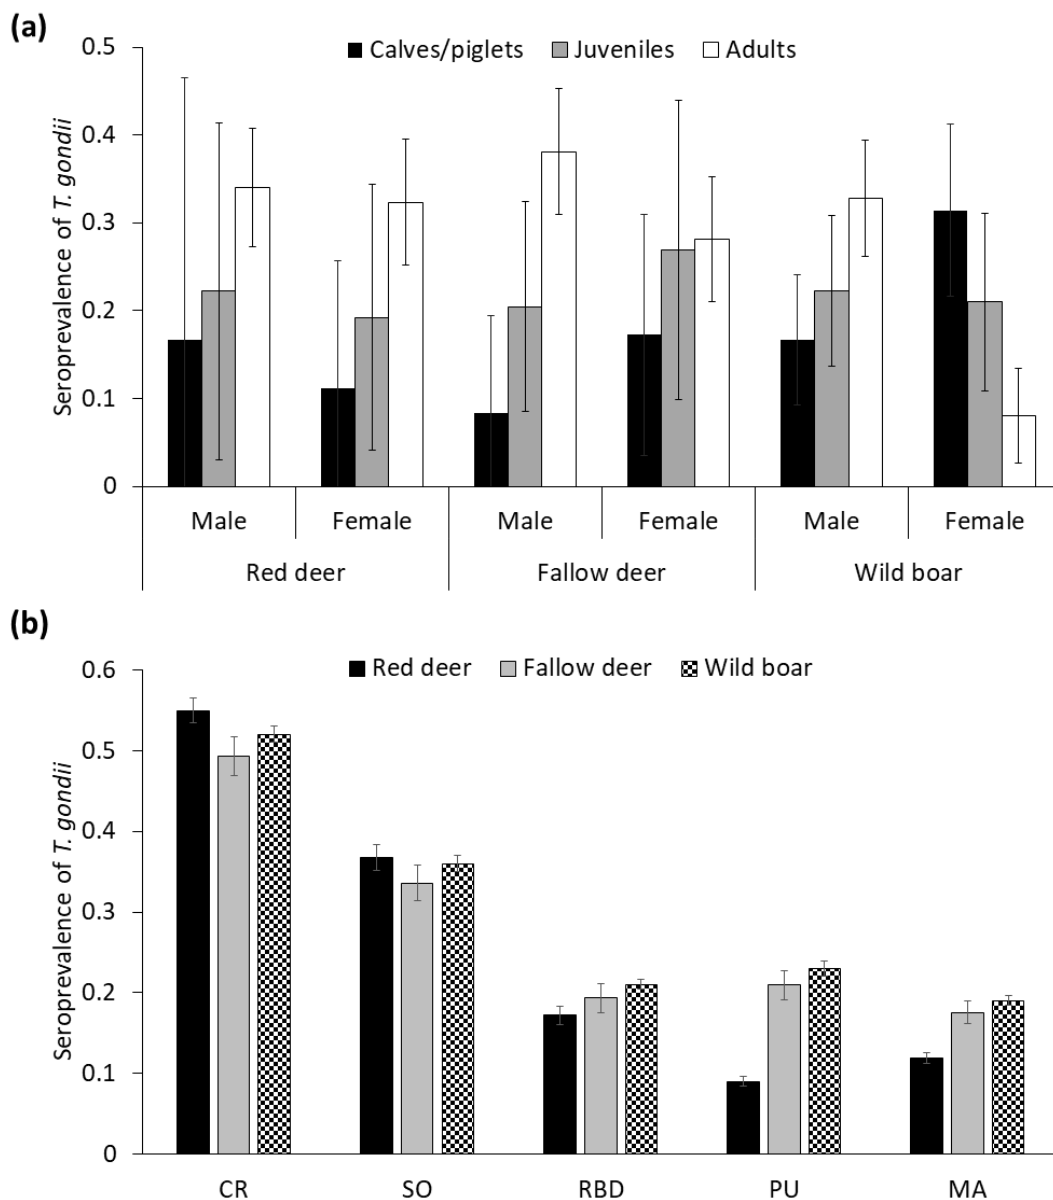 (a)
Calves/piglets Juveniles Adults
Seroprevalence of T. gondii
0.5
0.4
0.3
0.2
0.1
0
Male Female Male Female Male Female
Red deer Fallow deer Wild boar
(b)
Red deer Fallow deer Wild boar
Seroprevalence of T. gondii
0.6
0.5
0.4
0.3
0.2
0.1
0
CR SO RBD PU MA